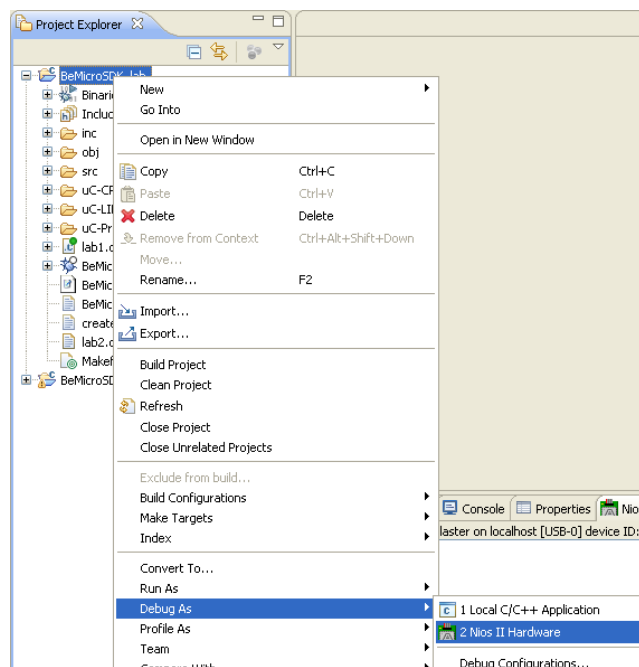 Project Explorer
BeMicroSDK_lab
Binari
Includ
inc
obj
src
uC-CP
uC-LIE
uC-Pr
lab1.c
BeMic
BeMic
BeMic
create
lab2.c
Makef
BeMicroSD
New
Go Into
Open in New Window
Copy Ctrl+C
Paste Ctrl+V
Delete Delete
Remove from Context Ctrl+Alt+Shift+Down
Move...
Rename... F2
Import...
Export...
Build Project
Clean Project
Refresh
Close Project
Close Unrelated Projects
Exclude from build...
Build Configurations
Make Targets
Index
Convert To...
Run As
Debug As
Profile As
Team
Compare With
Console Properties Nio
laster on localhost [USB-0] device ID:
1 Local C/C++ Application
2 Nios II Hardware
Debug Configurations...